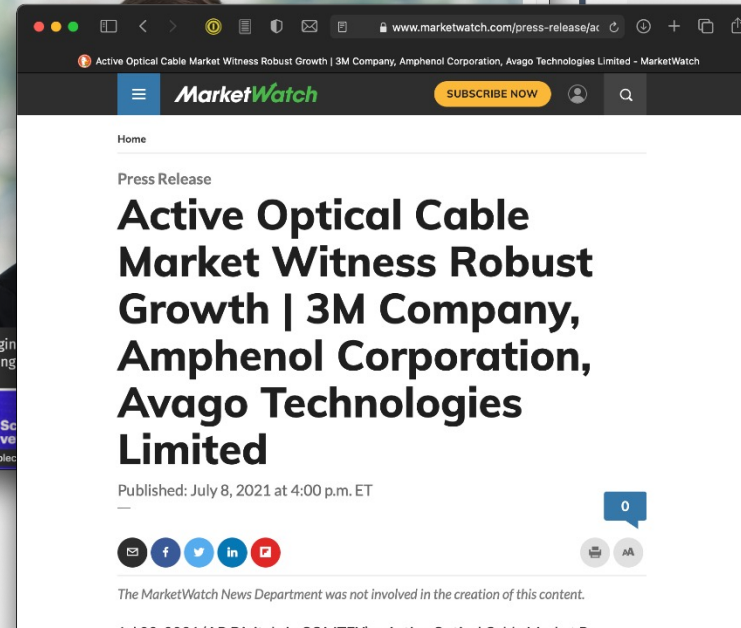 www.marketwatch.com/press-release/ac
Active Optical Cable Market Witness Robust Growth | 3M Company, Amphenol Corporation, Avago Technologies Limited - MarketWatch
MarketWatch
SUBSCRIBE NOW
Home
Press Release
Active Optical Cable
Market Witness Robust
Growth | 3M Company,
Amphenol Corporation,
Avago Technologies
Limited
Published: July 8, 2021 at 4:00 p.m. ET
0
AA
The MarketWatch News Department was not involved in the creation of this content.